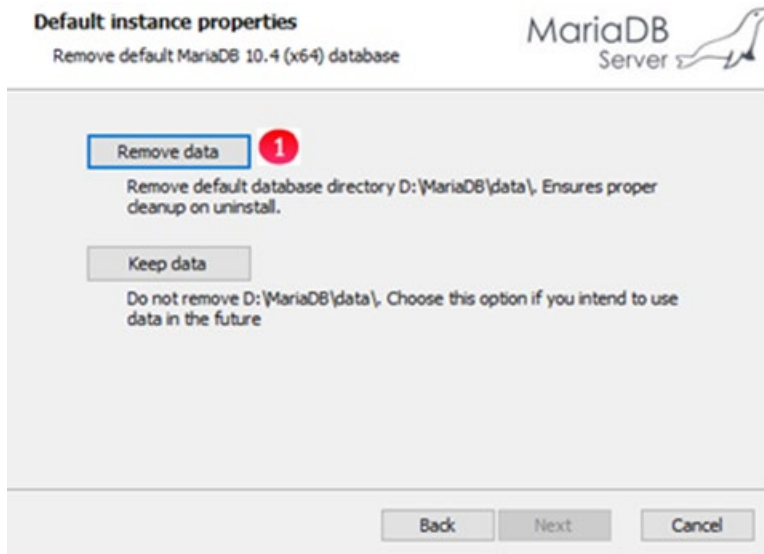 Default instance properties
MariaDB
Remove default MariaDB 10.4 (x64) database
Server
Remove data
1
Remove default database directory D:\MariaDB\data\. Ensures proper
cleanup on uninstall.
Keep data
Do not remove D:\MariaDB\data\. Choose this option if you intend to use
data in the future
Back
Next
Cancel